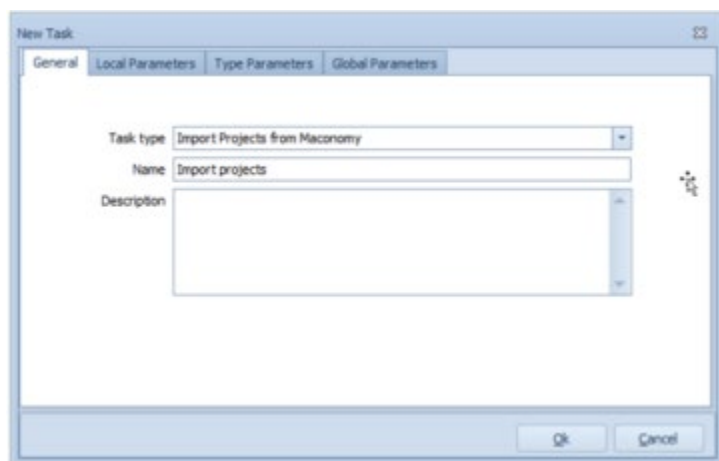 New Task
General Local Parameters Type Parameters Global Parameters
Task type Import Projects from Maconomy
Name Import projects
Description
Ok Cancel